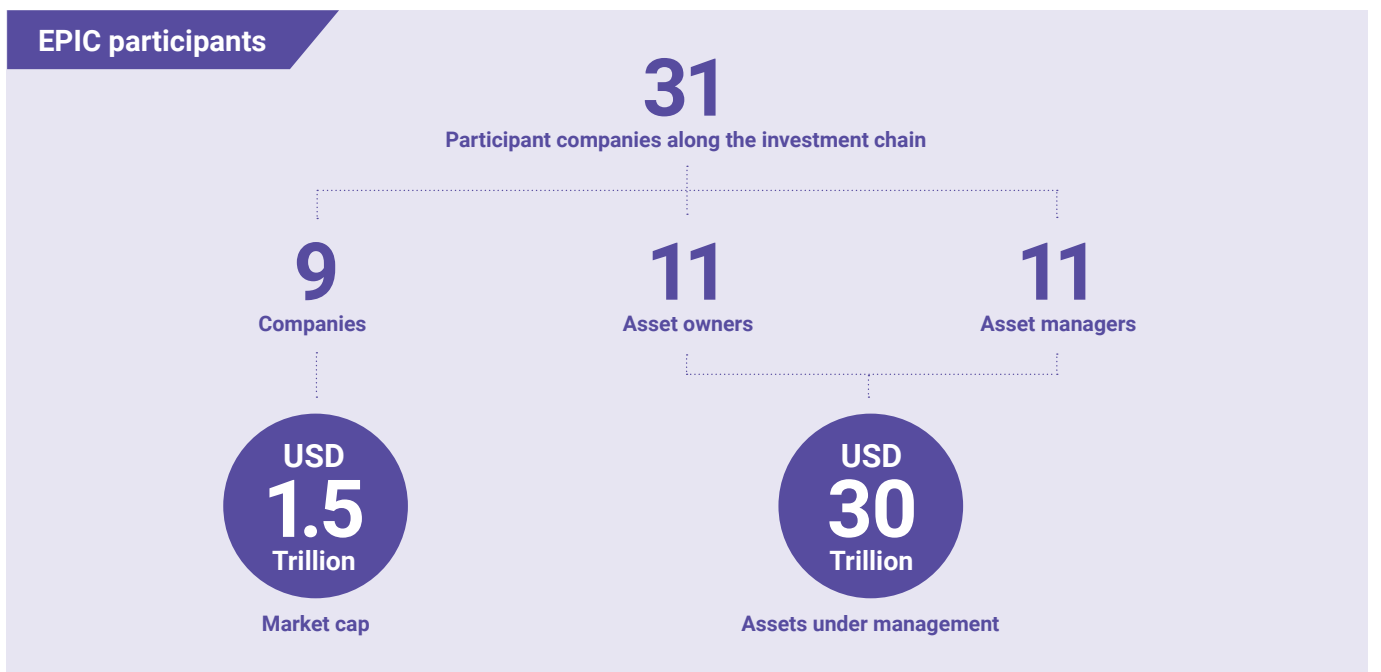 EPIC participants
31
Participant companies along the investment chain
9
Companies
11
Asset owners
11
Asset managers
USD
1.5
Trillion
Market cap
USD
30
Trillion
Assets under management